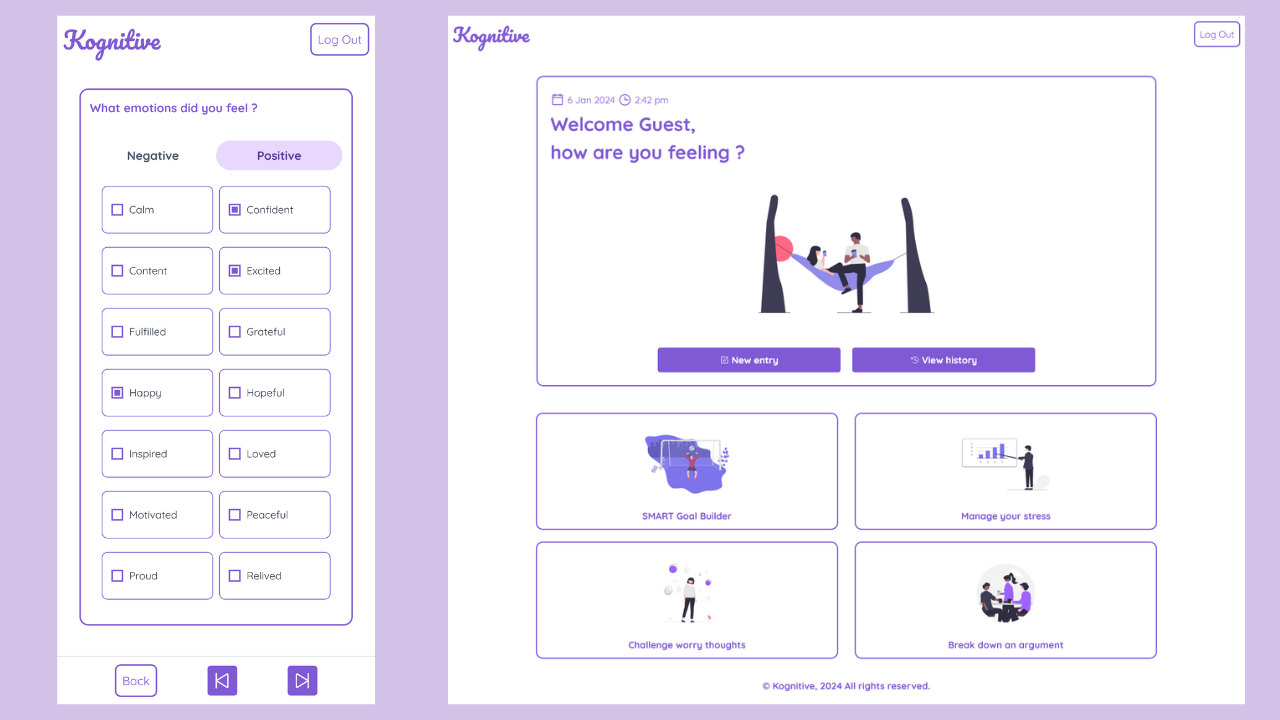 Kognitive
Log Out
What emotions did you feel ?
Negative
Positive
Calm
Confident
Content
Excited
Fulfilled
Grateful
Happy
Hopeful
Inspired
Loved
Motivated
Peaceful
Proud
Relived
Back
Kognitive
Log Out
6 Jan 2024 2:42 pm
Welcome Guest,
how are you feeling ?
New entry
View history
SMART Goal Builder
Manage your stress
Challenge worry thoughts
Break down an argument
© Kognitive, 2024 All rights reserved.